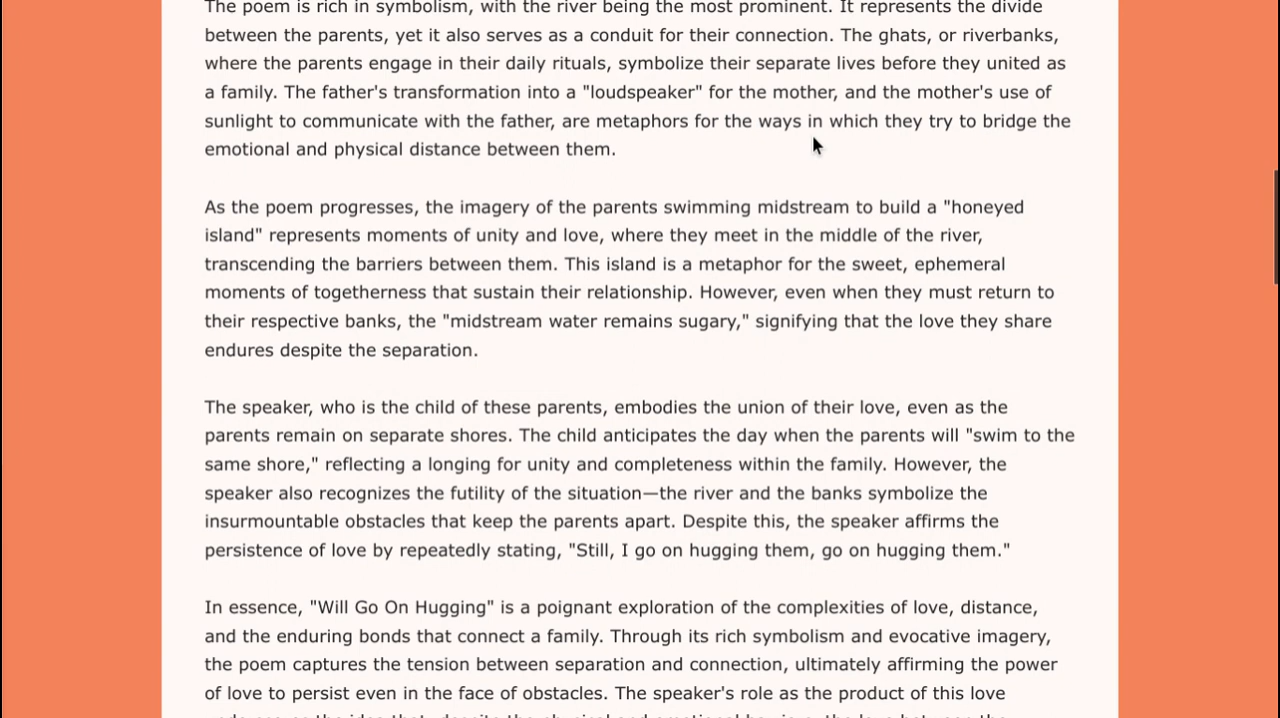 The poem is rich in symbolism, with the river being the most prominent. It represents the divide
between the parents, yet it also serves as a conduit for their connection. The ghats, or riverbanks,
where the parents engage in their daily rituals, symbolize their separate lives before they united as
a family. The father's transformation into a "loudspeaker" for the mother, and the mother's use of
sunlight to communicate with the father, are metaphors for the ways in which they try to bridge the
emotional and physical distance between them.
As the poem progresses, the imagery of the parents swimming midstream to build a "honeyed
island" represents moments of unity and love, where they meet in the middle of the river,
transcending the barriers between them. This island is a metaphor for the sweet, ephemeral
moments of togetherness that sustain their relationship. However, even when they must return to
their respective banks, the "midstream water remains sugary," signifying that the love they share
endures despite the separation.
The speaker, who is the child of these parents, embodies the union of their love, even as the
parents remain on separate shores. The child anticipates the day when the parents will "swim to the
same shore," reflecting a longing for unity and completeness within the family. However, the
speaker also recognizes the futility of the situation—the river and the banks symbolize the
insurmountable obstacles that keep the parents apart. Despite this, the speaker affirms the
persistence of love by repeatedly stating, "Still, I go on hugging them, go on hugging them."
In essence, "Will Go On Hugging" is a poignant exploration of the complexities of love, distance,
and the enduring bonds that connect a family. Through its rich symbolism and evocative imagery,
the poem captures the tension between separation and connection, ultimately affirming the power
of love to persist even in the face of obstacles. The speaker's role as the product of this love